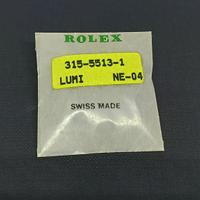 ROLEX
315-5513-1
LUMI NE-04
SWISS MADE